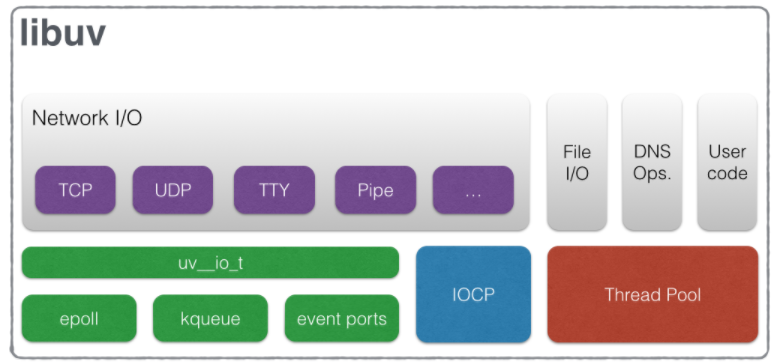 libuv
Network I/O
TCP
UDP
TTY
Pipe
...
File
I/O
DNS
Ops.
User
code
uv__io_t
epoll
kqueue
event ports
IOCP
Thread Pool